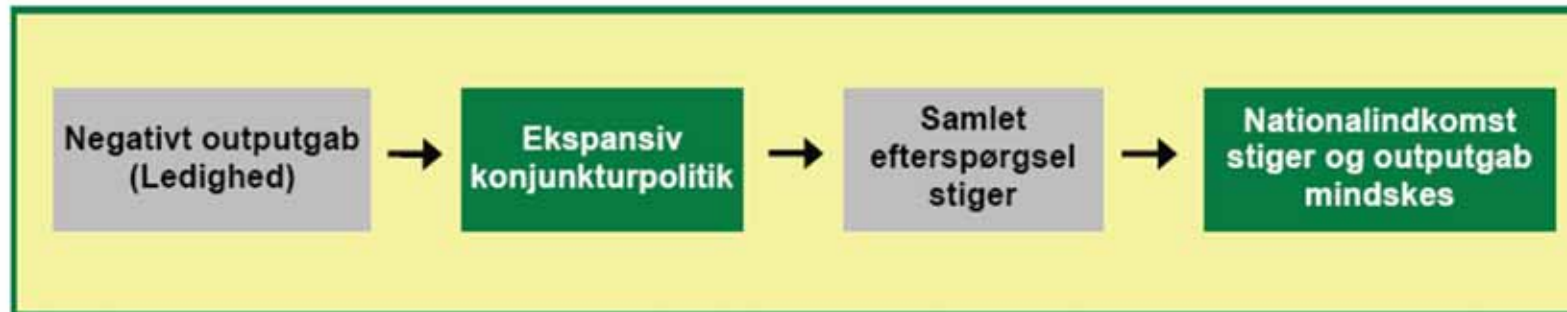 Negativt outputgab
(Ledighed)
Ekspansiv
konjunkturpolitik
Samlet
efterspørgsel
stiger
Nationalindkomst
stiger og outputgab
mindskes